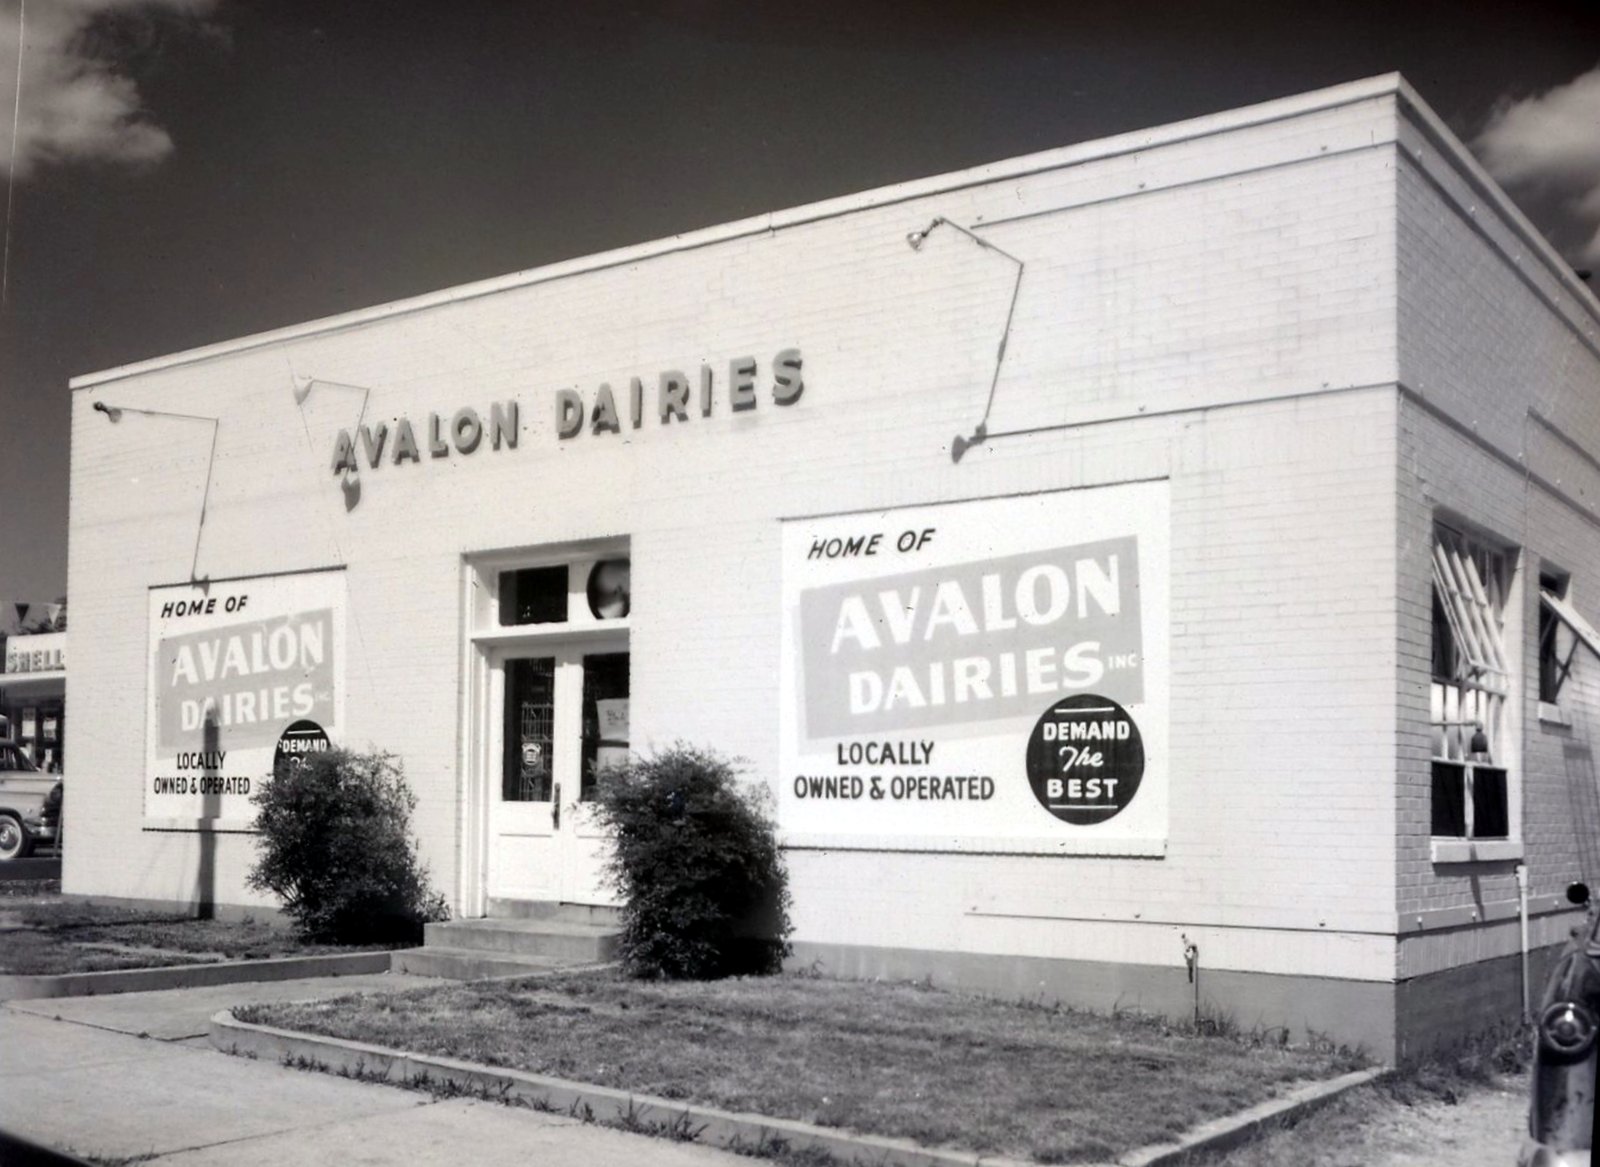 AVALON DAIRIES
SHELL
HOME OF
AVALON
DAIRIES INC
LOCALLY
OWNED & OPERATED
DEMAND
HOME OF
AVALON
DAIRIES INC
LOCALLY
OWNED & OPERATED
DEMAND
The
BEST